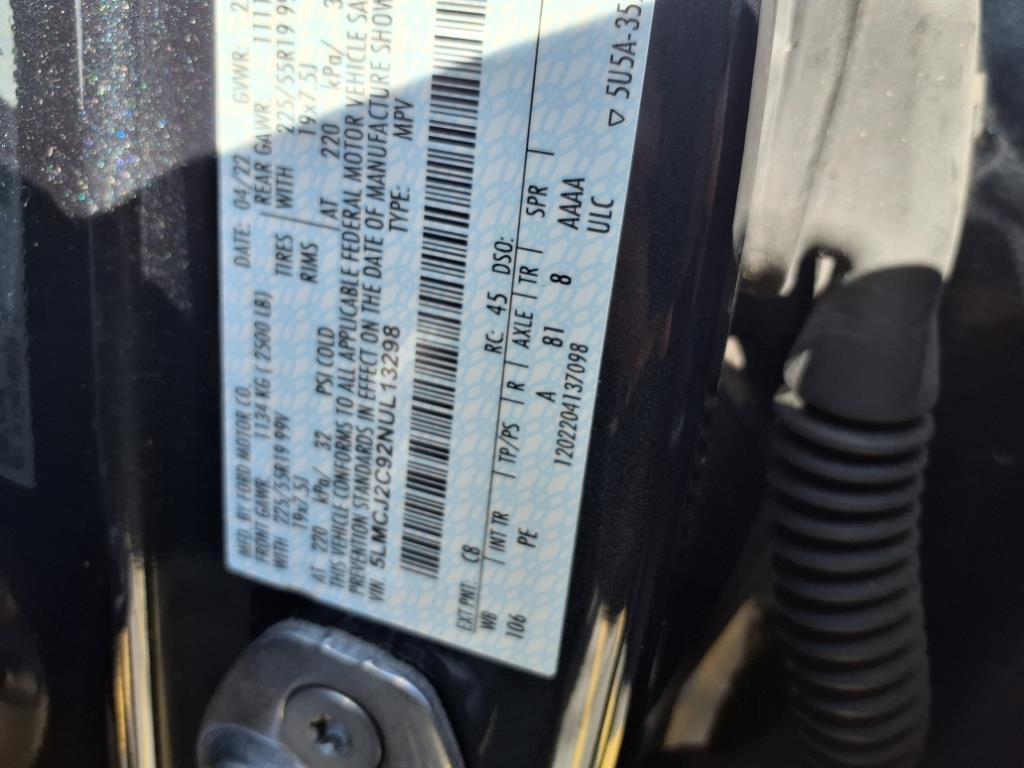 MFD. BY FORD MOTOR CO. DATE: 04/22 GVWR:
FRONT GAWR: 1134 KG ( 2500 LB) REAR GAWR:
WITH 225/55R19 99V TIRES WITH 225/55R19
19x7.5J RIMS 19x7.5J
AT 220 kPa/ 32 PSI COLD AT 220 kPa/
THIS VEHICLE CONFORMS TO ALL APPLICABLE FEDERAL MOTOR VEHICLE
PREVENTION STANDARDS IN EFFECT ON THE DATE OF MANUFACTURE
VIN: 5LMCJ2C92NUL13298 TYPE: MPV
EXT PNT: C8 RC: 45 DSO:
WB | INT TR | TP/PS | R | AXLE | TR | SPR |
106 PE A 81 8 AAAA
120220413709​8 ULC
▽ 5U5A-35